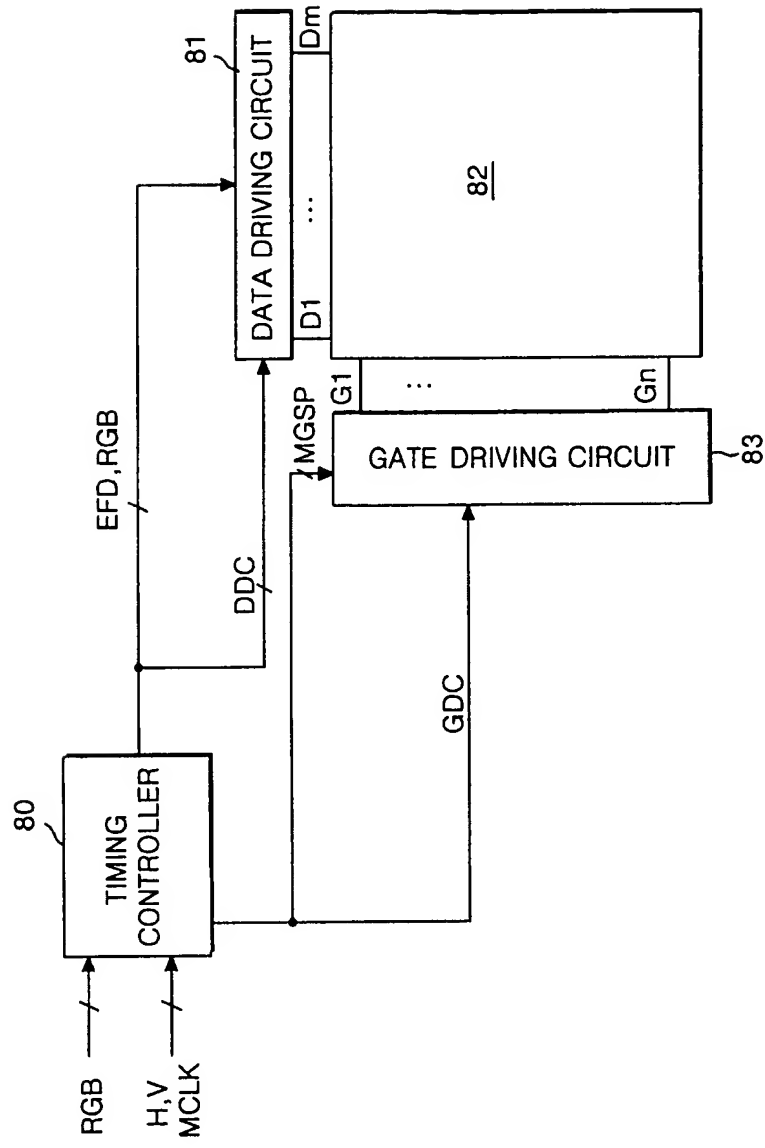 RGB
H,V
MCLK
80
TIMING
CONTROLLER
EFD,RGB
DDC
MGSP
GDC
81
DATA DRIVING CIRCUIT
D1
...
Dm
82
G1
...
Gn
GATE DRIVING CIRCUIT
83